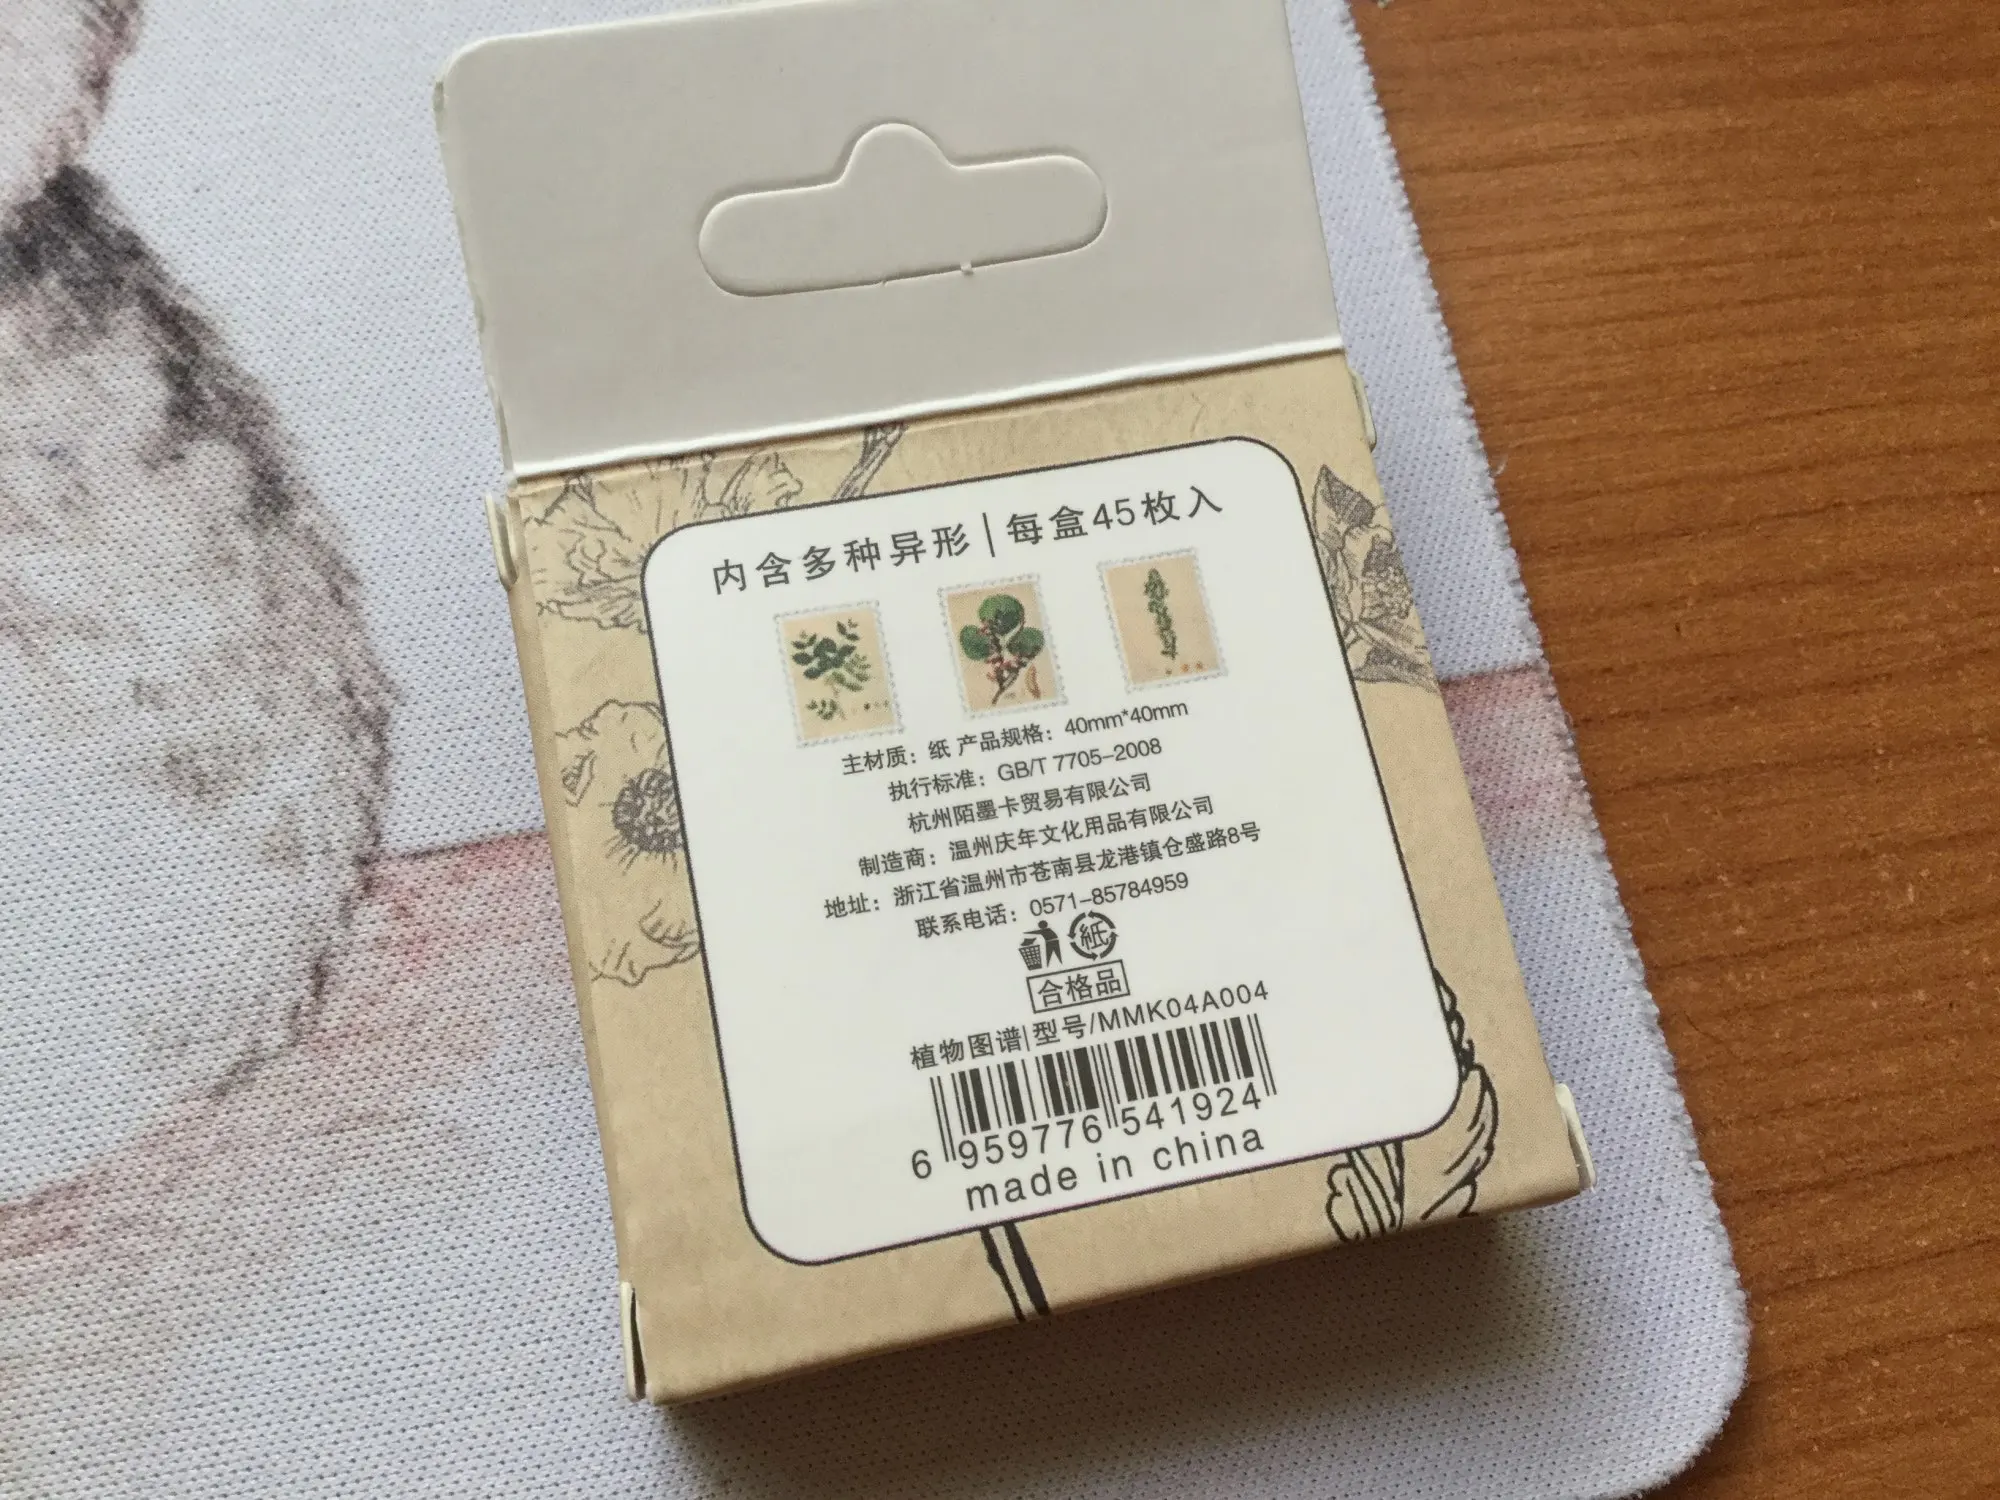 内含多种异形|每盒45枚入
主材质：纸 产品规格：40mm*40mm
执行标准：GB/T 7705-2008
杭州陌墨卡贸易有限公司
制造商：温州庆年文化用品有限公司
地址：浙江省温州市苍南县龙港镇仓盛路8号
联系电话：0571-85784959
紙
合格品
植物图谱|型号/MMK04A004
6 959776 541924
made in china